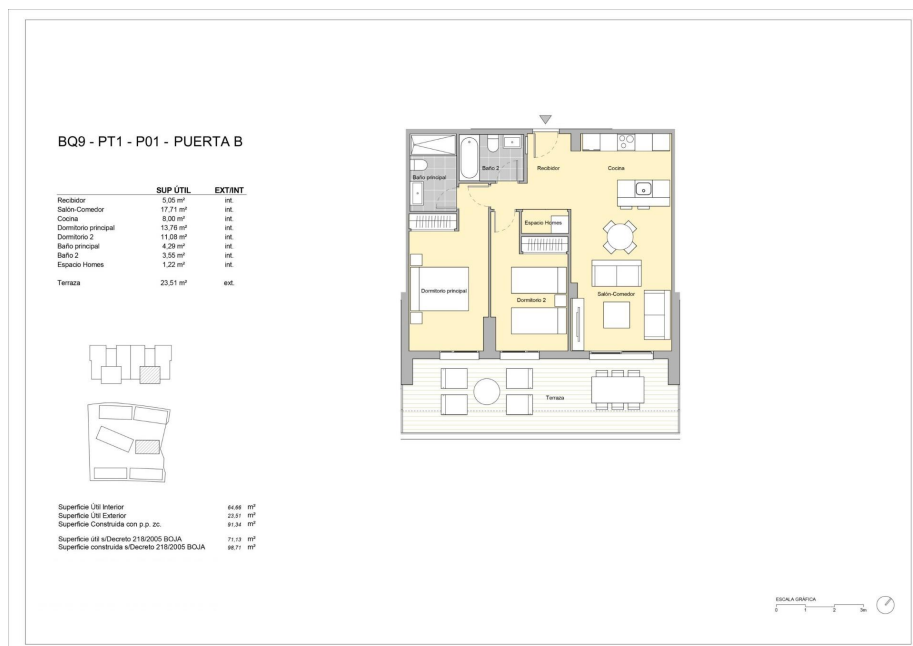 BQ9 - PT1 - P01 - PUERTA B
SUP ÚTIL EXT/INT
Recibidor 5,05 m² int.
Salón-Comedor 17,71 m² int.
Cocina 8,00 m² int.
Dormitorio principal 13,76 m² int.
Dormitorio 2 11,08 m² int.
Baño principal 4,29 m² int.
Baño 2 3,55 m² int.
Espacio Homes 1,22 m² int.
Terraza 23,51 m² ext.
Superficie Útil Interior 64,66 m²
Superficie Útil Exterior 23,51 m²
Superficie Construida con p.p. zc. 91,34 m²
Superficie útil s/Decreto 218/2005 BOJA 71,13 m²
Superficie construida s/Decreto 218/2005 BOJA 98,71 m²
Baño principal
Baño 2
Recibidor
Cocina
Espacio Homes
Dormitorio principal
Dormitorio 2
Salón-Comedor
Terraza
ESCALA GRÁFICA
0 1 2 3m